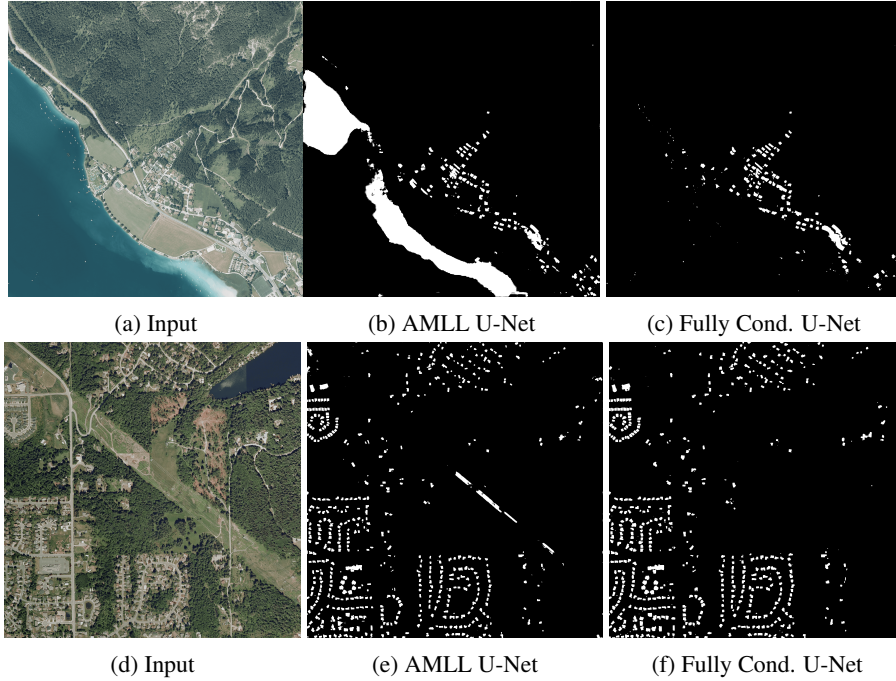 (a) Input
(b) AMLL U-Net
(c) Fully Cond. U-Net
(d) Input
(e) AMLL U-Net
(f) Fully Cond. U-Net